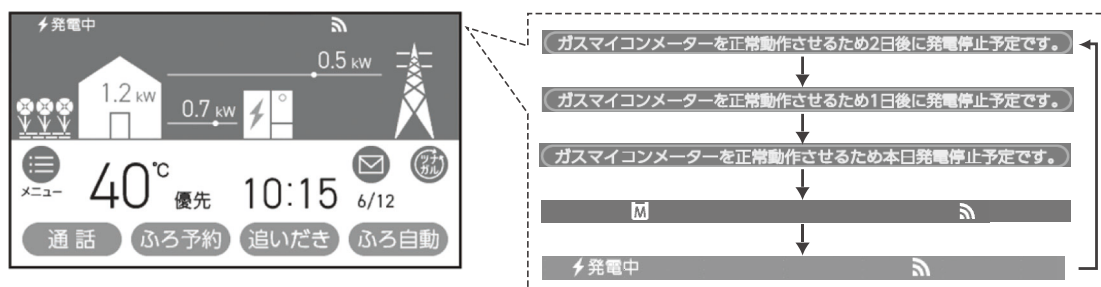 発電中
0.5 kW
1.2 kW
0.7 kW
メニュー
40℃
優先
10:15
6/12
ツナガル
通話
ふろ予約
追いだき
ふろ自動
ガスマイコンメーターを正常動作させるため2日後に発電停止予定です。
ガスマイコンメーターを正常動作させるため1日後に発電停止予定です。
ガスマイコンメーターを正常動作させるため本日発電停止予定です。
M
発電中